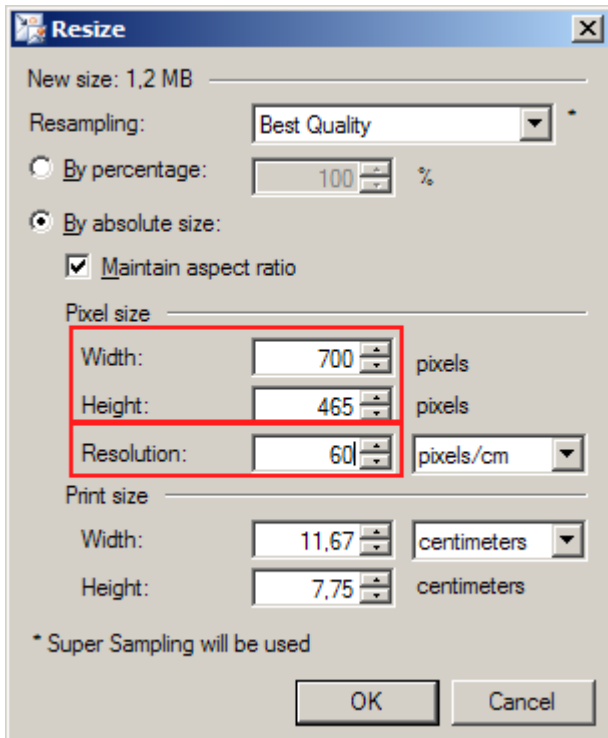 Resize
New size: 1,2 MB
Resampling: Best Quality *
By percentage: 100 %
By absolute size:
Maintain aspect ratio
Pixel size
Width: 700 pixels
Height: 465 pixels
Resolution: 60 pixels/cm
Print size
Width: 11,67 centimeters
Height: 7,75 centimeters
* Super Sampling will be used
OK Cancel